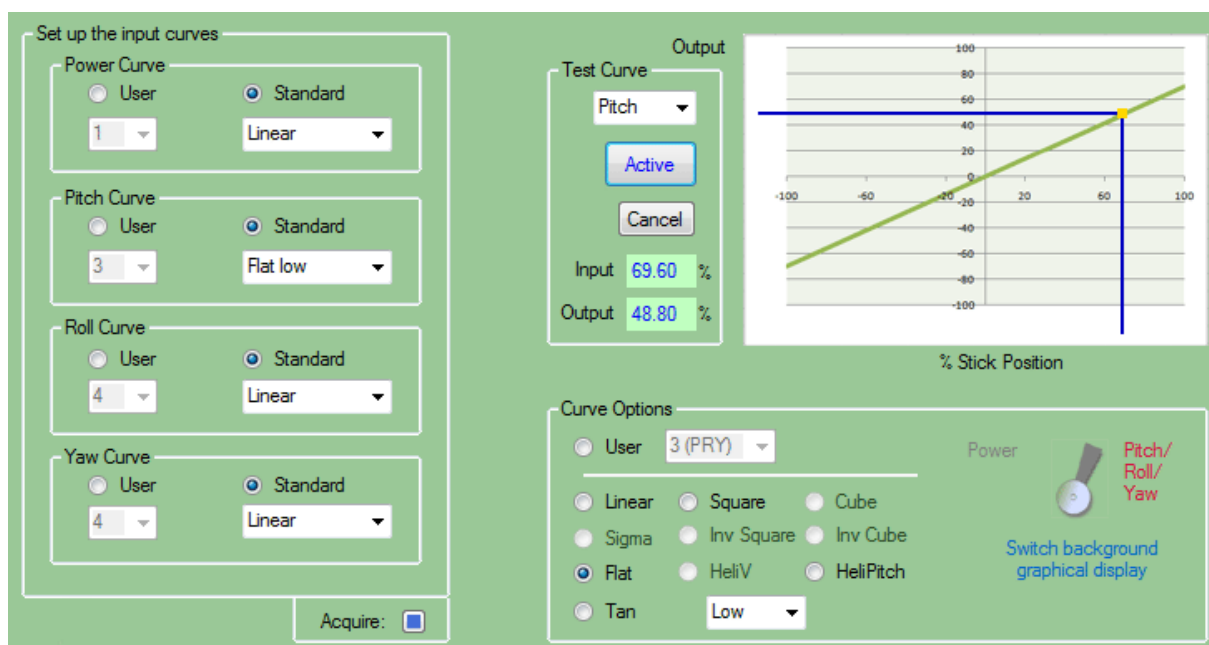 Set up the input curves
Power Curve
User Standard
1 Linear
Pitch Curve
User Standard
3 Flat low
Roll Curve
User Standard
4 Linear
Yaw Curve
User Standard
4 Linear
Acquire:
Output
Test Curve
Pitch
Active
Cancel
Input 69.60 %
Output 48.80 %
100
80
60
40
20
0
-100 -60 -20 20 60 100
-20
-40
-60
-80
-100
% Stick Position
Curve Options
User 3 (PRY)
Linear Square Cube
Sigma Inv Square Inv Cube
Flat HeliV HeliPitch
Tan Low
Power
Pitch/
Roll/
Yaw
Switch background
graphical display